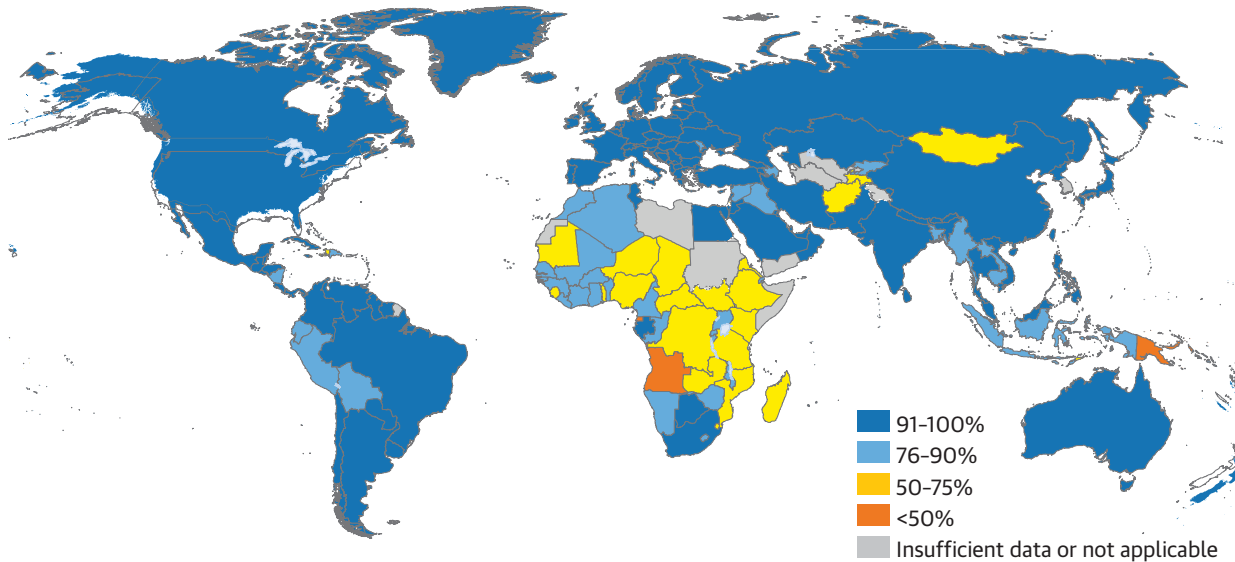 91–100%
76–90%
50–75%
<50%
Insufficient data or not applicable